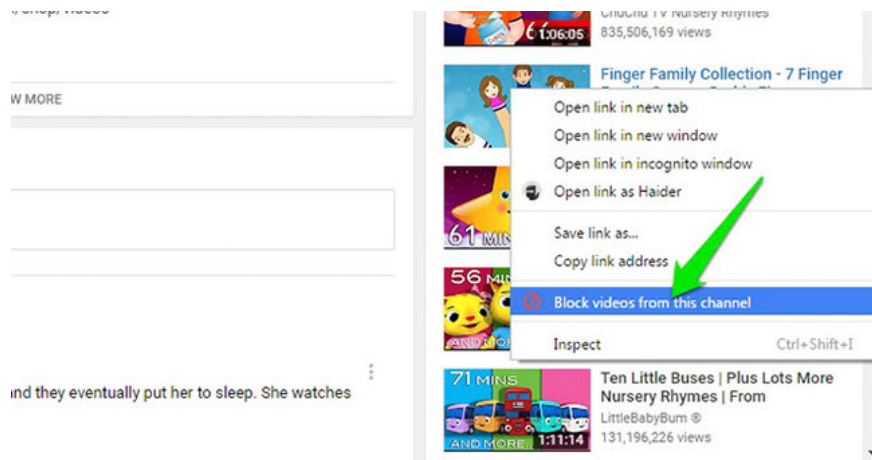 ChuChu TV Nursery Rhymes
1:06:05
835,506,169 views
W MORE
Finger Family Collection - 7 Finger
Open link in new tab
Open link in new window
Open link in incognito window
Open link as Haider
61 MIN
Save link as...
Copy link address
56 MIN
AND MOR
Block videos from this channel
Inspect Ctrl+Shift+I
nd they eventually put her to sleep. She watches
71 MINS
AND MORE..
1:11:14
Ten Little Buses | Plus Lots More
Nursery Rhymes | From
LittleBabyBum ®
131,196,226 views